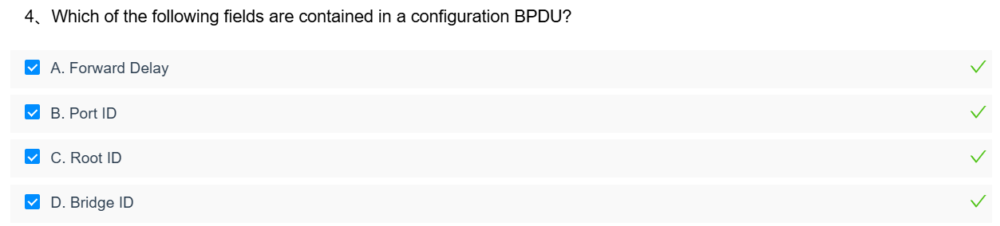 4、Which of the following fields are contained in a configuration BPDU?
A. Forward Delay
B. Port ID
C. Root ID
D. Bridge ID